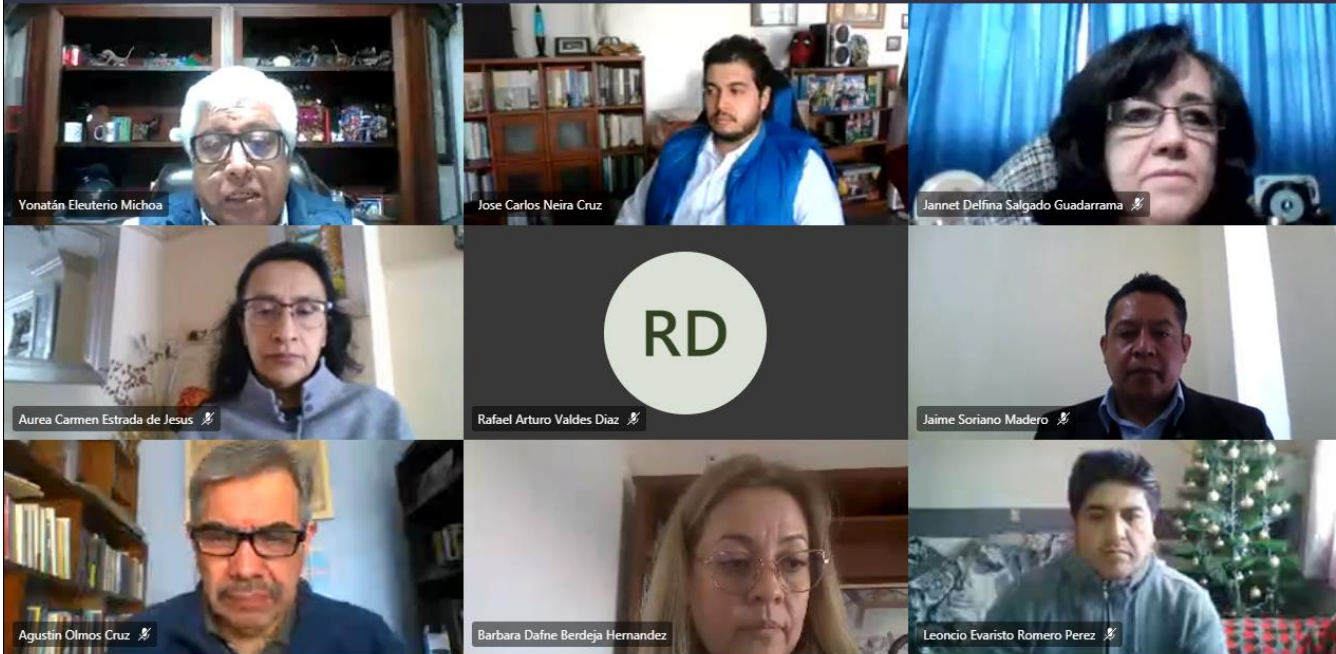 Yonatán Eleuterio Michoa
Jose Carlos Neira Cruz
Jannet Delfina Salgado Guadarrama
Aurea Carmen Estrada de Jesus
RD
Rafael Arturo Valdes Diaz
Jaime Soriano Madero
Agustin Olmos Cruz
Barbara Dafne Berdeja Hernandez
Leoncio Evaristo Romero Perez